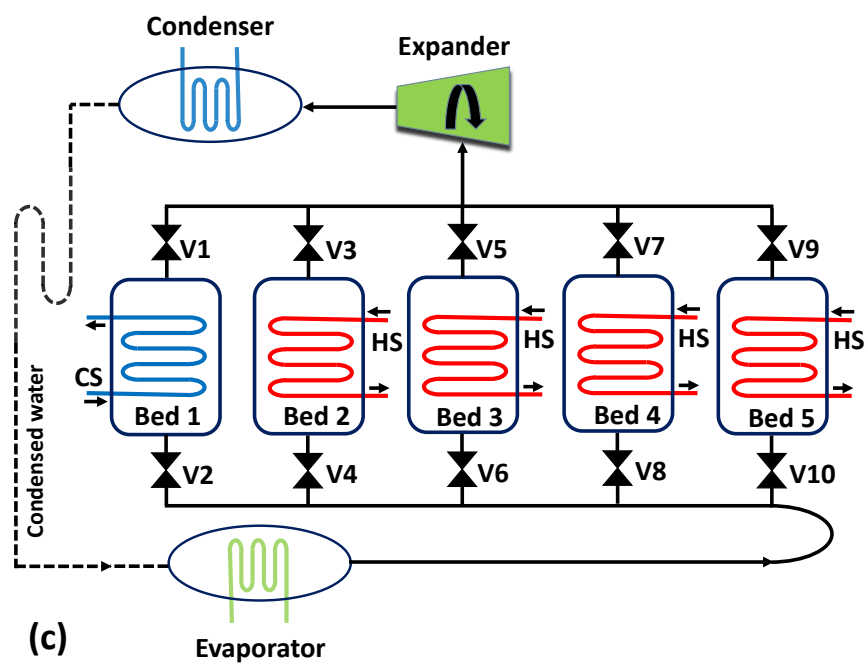 Condenser
Expander
V1
V3
V5
V7
V9
HS
HS
HS
HS
CS
Bed 1
Bed 2
Bed 3
Bed 4
Bed 5
V2
V4
V6
V8
V10
Condensed water
(c)
Evaporator